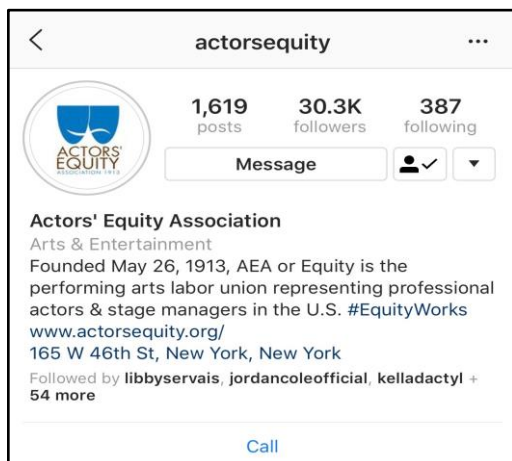 actorsequity
1,619 30.3K 387
posts followers following
ACTORS'
EQUITY
ASSOCIATION 1913
Message
Actors' Equity Association
Arts & Entertainment
Founded May 26, 1913, AEA or Equity is the
performing arts labor union representing professional
actors & stage managers in the U.S. #EquityWorks
www.actorsequity.org/
165 W 46th St, New York, New York
Followed by libbyservais, jordancoleofficial, kelladactyl +
54 more
Call